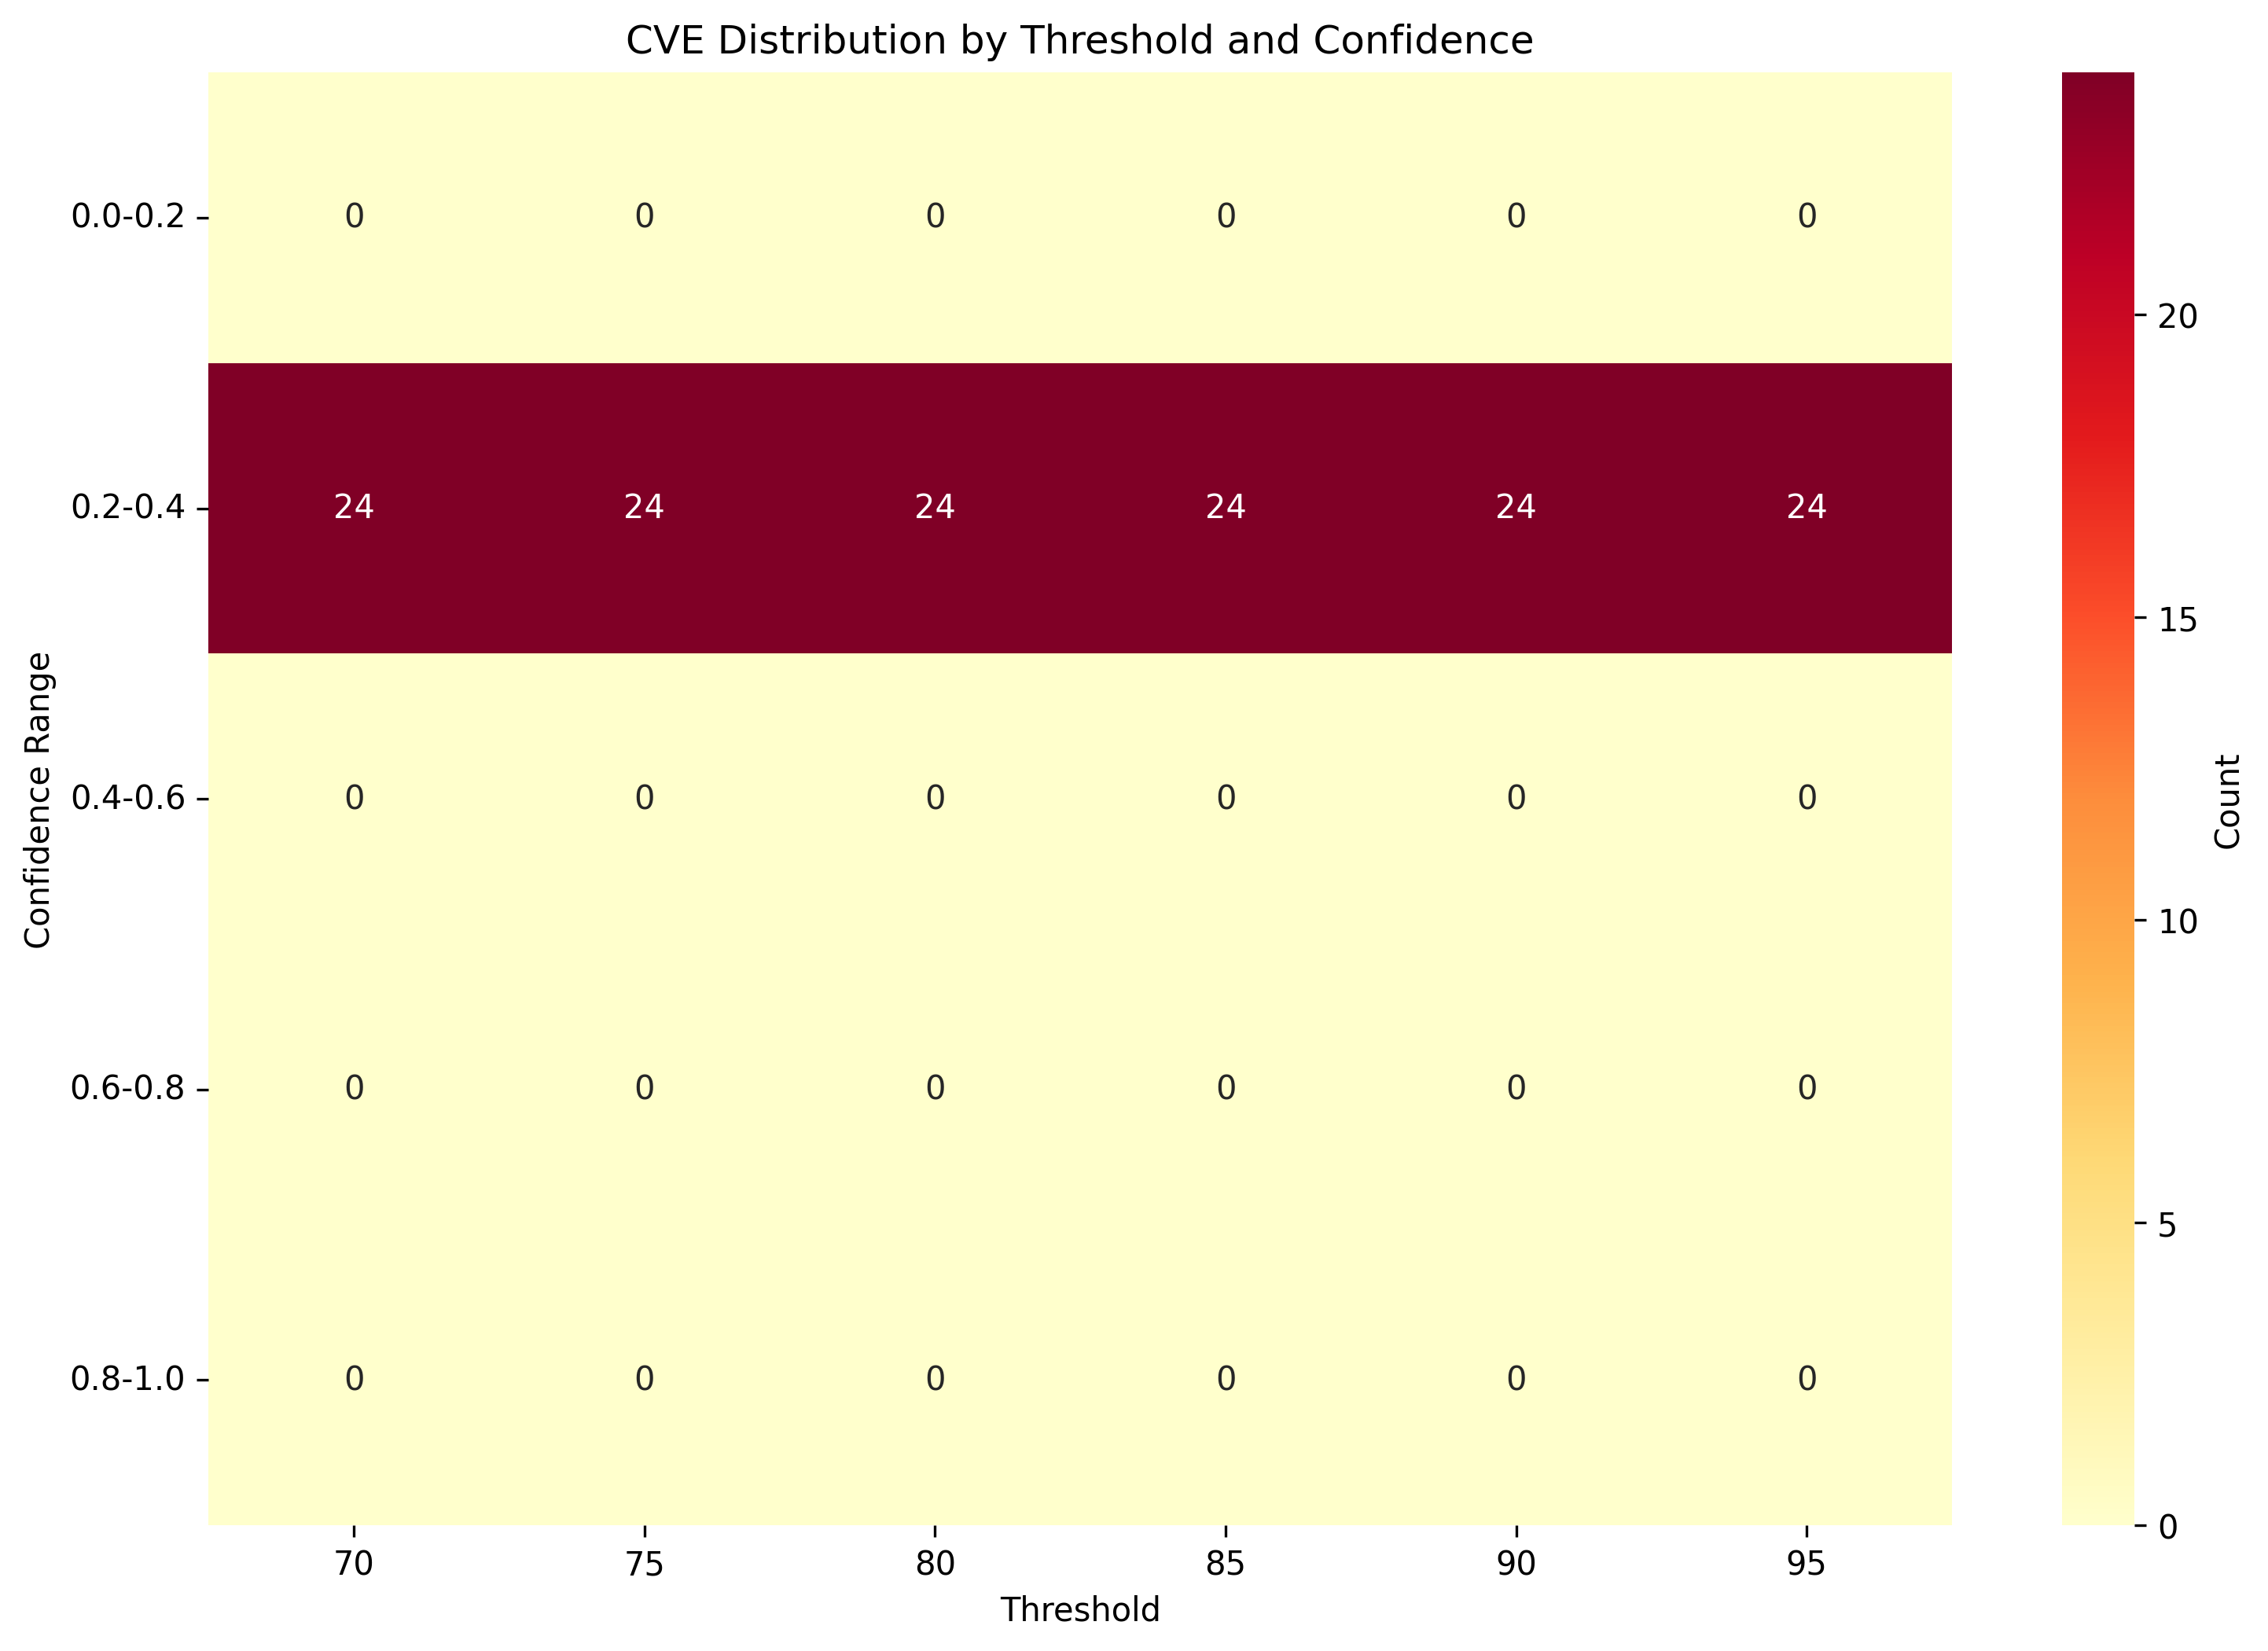 CVE Distribution by Threshold and Confidence
Confidence Range
0.0-0.2 0 0 0 0 0 0
0.2-0.4 24 24 24 24 24 24
0.4-0.6 0 0 0 0 0 0
0.6-0.8 0 0 0 0 0 0
0.8-1.0 0 0 0 0 0 0
70 75 80 85 90 95
Threshold
20
15
10
5
0
Count